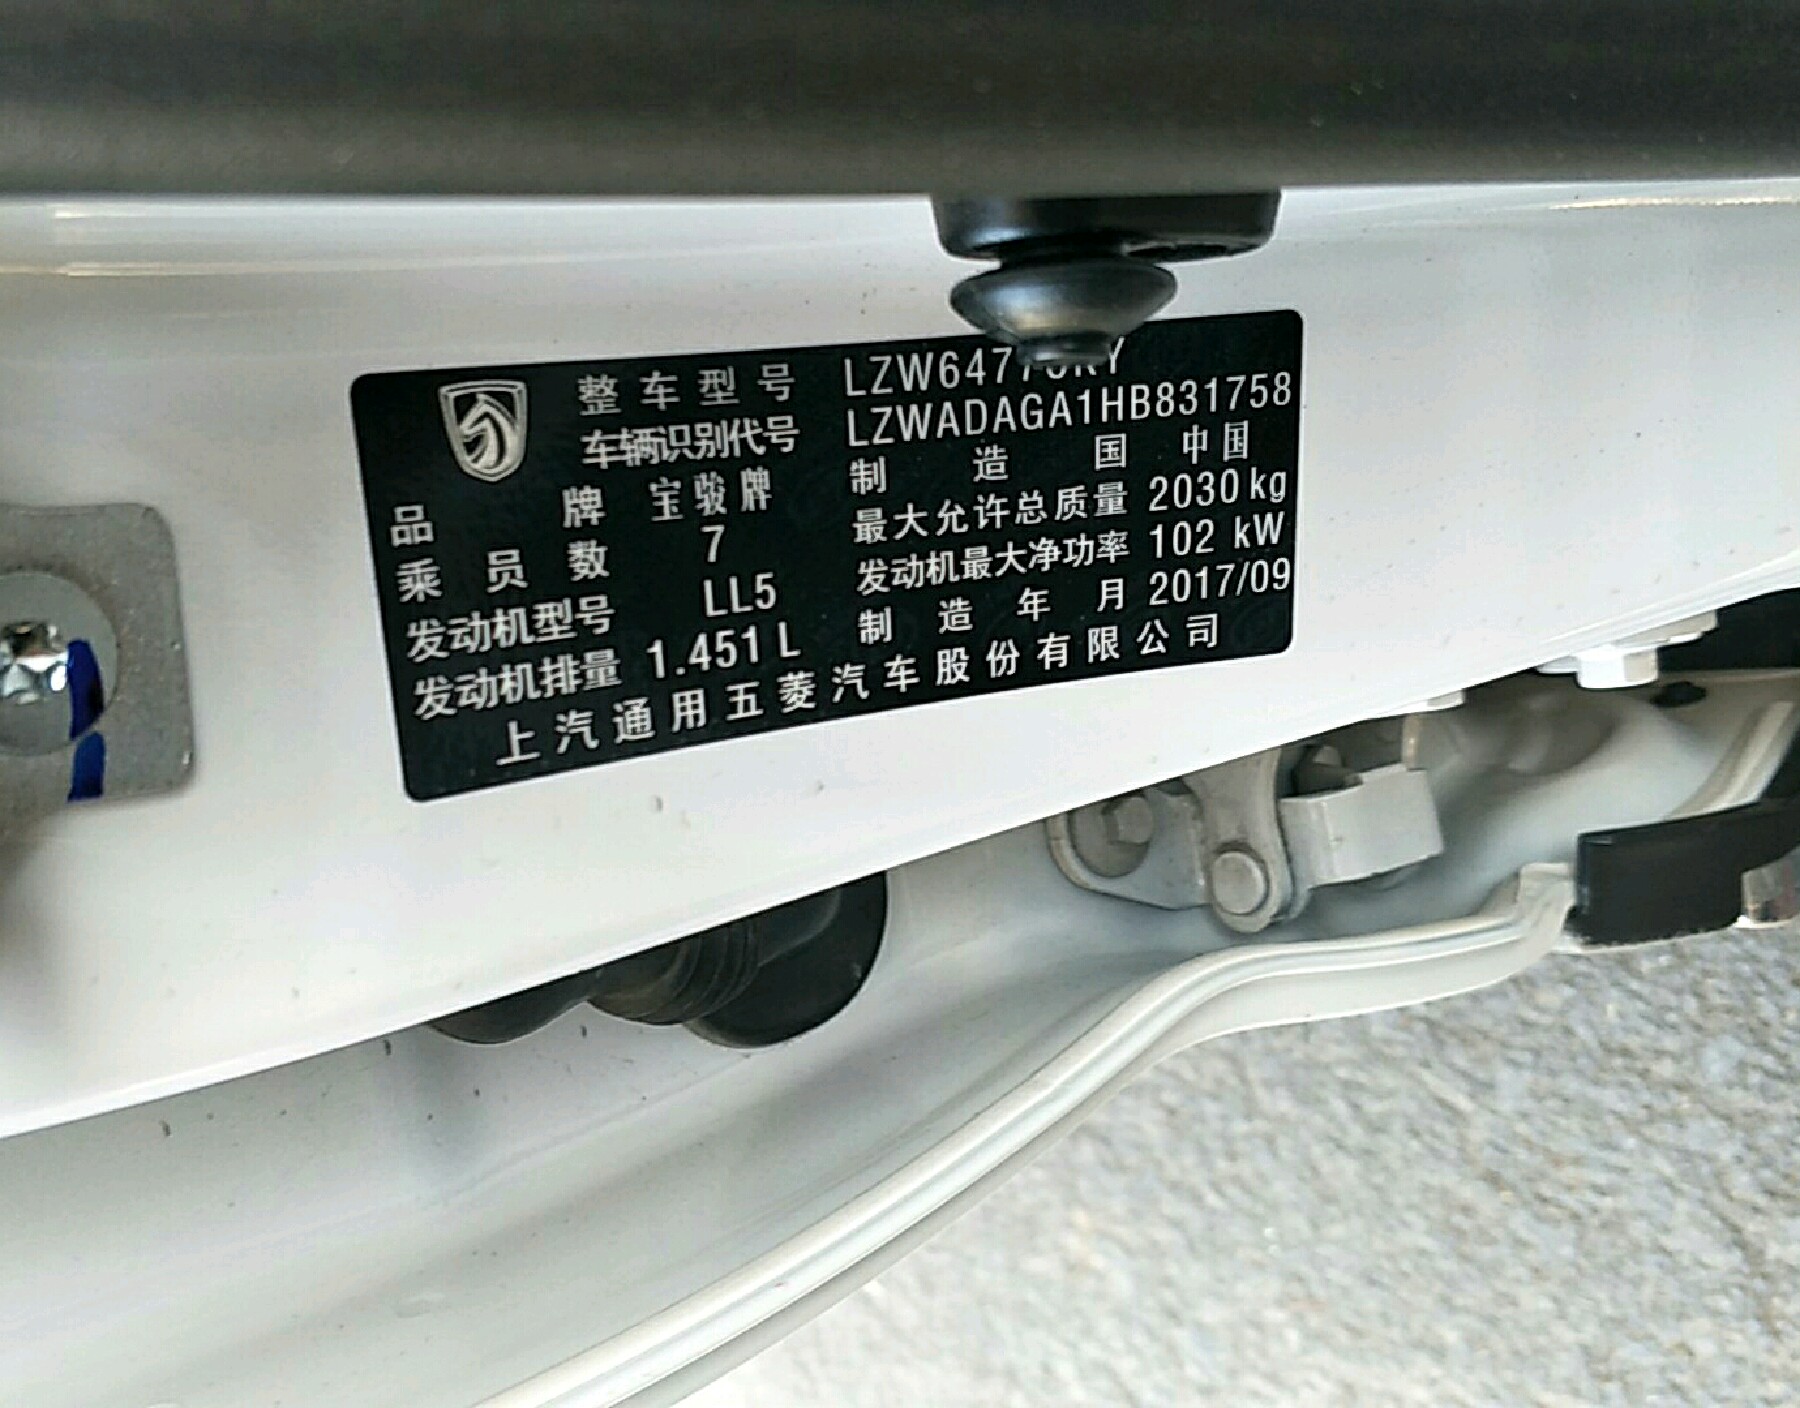 整车型号 LZW647
车辆识别代号 LZWADAGA1HB831758
品牌 宝骏牌 制造国 中国
乘员数 7 最大允许总质量 2030 kg
发动机型号 LL5 发动机最大净功率 102 kW
发动机排量 1.451 L 制造年月 2017/09
上汽通用五菱汽车股份有限公司